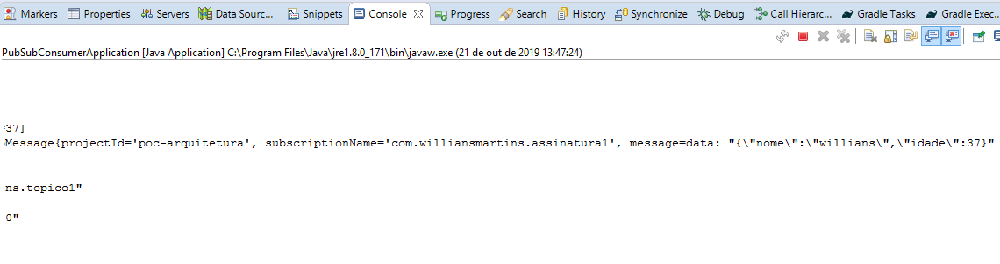 Markers Properties Servers Data Sourc... Snippets Console Progress Search History Synchronize Debug Call Hierarc... Gradle Tasks Gradle Exec...
PubSubConsumerApplication [Java Application] C:\Program Files\Java\jre1.8.0_171\bin\javaw.exe (21 de out de 2019 13:47:24)
=37]
Message{projectId='poc-arquitetura', subscriptionName='com.williansmartins.assinatura1', message=data: "{\"nome\":\"willians\",\"idade\":37}"
ns.topico1"
0"